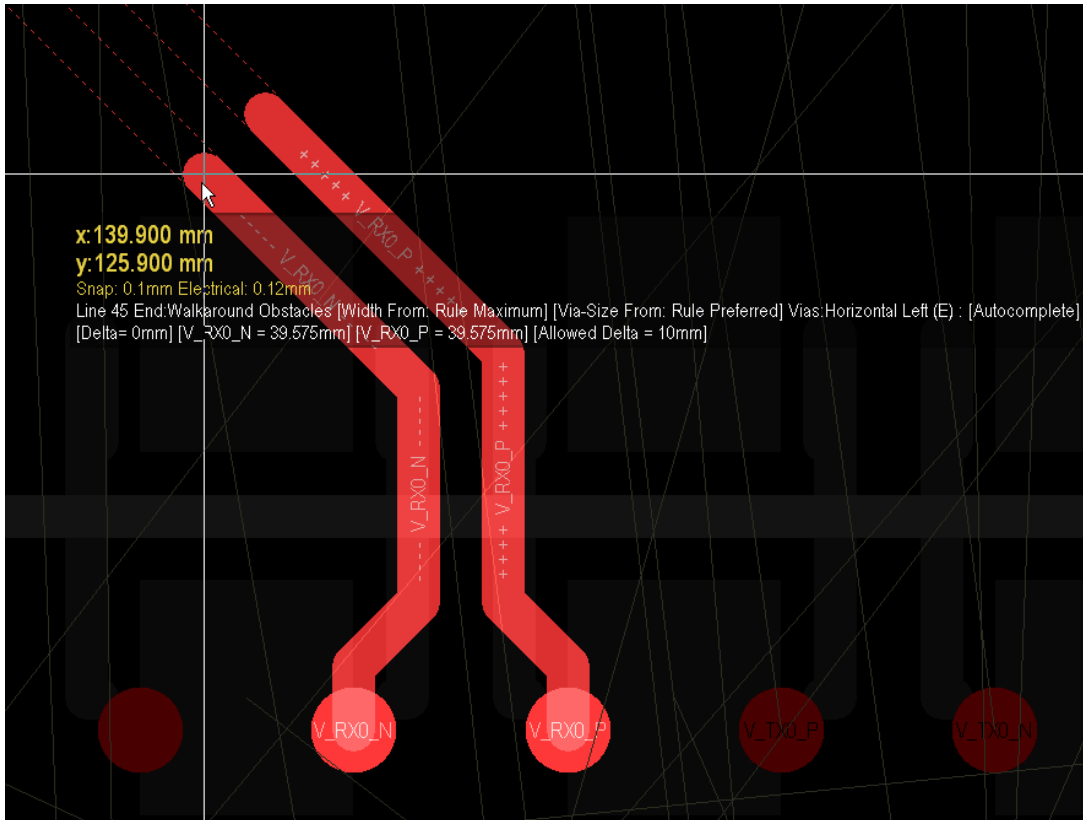 + + + + + V_RX0_P + + + + +
- - - - - V_RX0_N
x:139.900 mm
y:125.900 mm
Snap: 0.1mm Electrical: 0.12mm
Line 45 End:Walkaround Obstacles [Width From: Rule Maximum] [Via-Size From: Rule Preferred] Vias:Horizontal Left (E) : [Autocomplete]
[Delta= 0mm] [V_RX0_N = 39.575mm] [V_RX0_P = 39.575mm] [Allowed Delta = 10mm]
- - - - - V_RX0_N - - - - -
+ + + + V_RX0_P + + + + + +
V_RX0_N
V_RX0_P
V_TX0_P
V_TX0_N